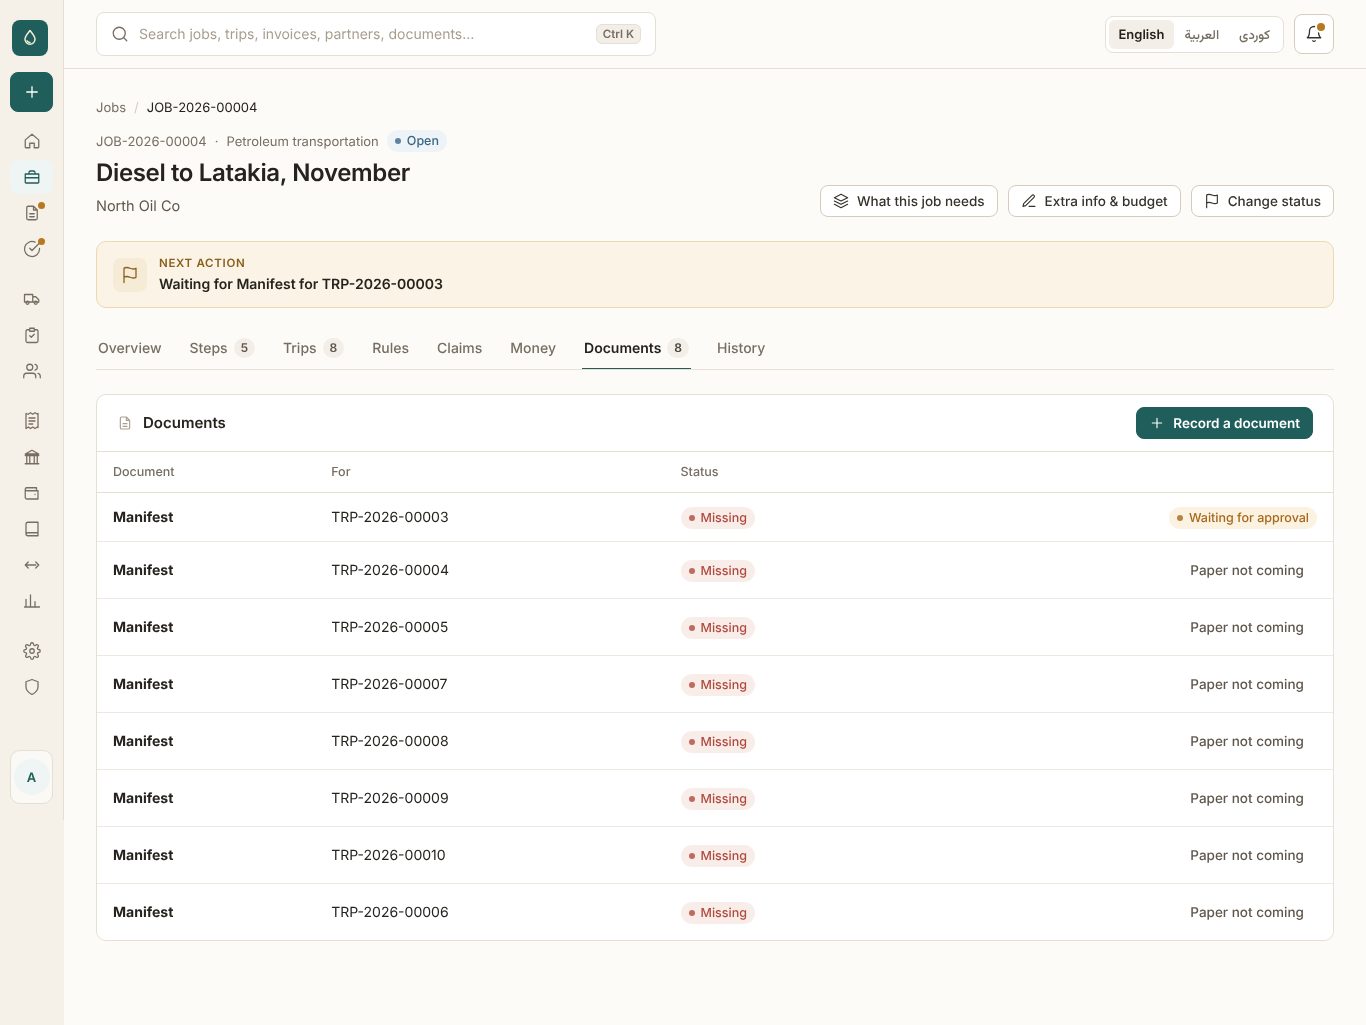 Search jobs, trips, invoices, partners, documents...
Ctrl K
English
العربية
كوردی
Jobs / JOB-2026-00004
JOB-2026-00004 · Petroleum transportation
Open
Diesel to Latakia, November
North Oil Co
What this job needs
Extra info & budget
Change status
NEXT ACTION
Waiting for Manifest for TRP-2026-00003
Overview
Steps 5
Trips 8
Rules
Claims
Money
Documents 8
History
Documents
Record a document
Document For Status
Manifest TRP-2026-00003 Missing Waiting for approval
Manifest TRP-2026-00004 Missing Paper not coming
Manifest TRP-2026-00005 Missing Paper not coming
Manifest TRP-2026-00007 Missing Paper not coming
Manifest TRP-2026-00008 Missing Paper not coming
Manifest TRP-2026-00009 Missing Paper not coming
Manifest TRP-2026-00010 Missing Paper not coming
Manifest TRP-2026-00006 Missing Paper not coming
A